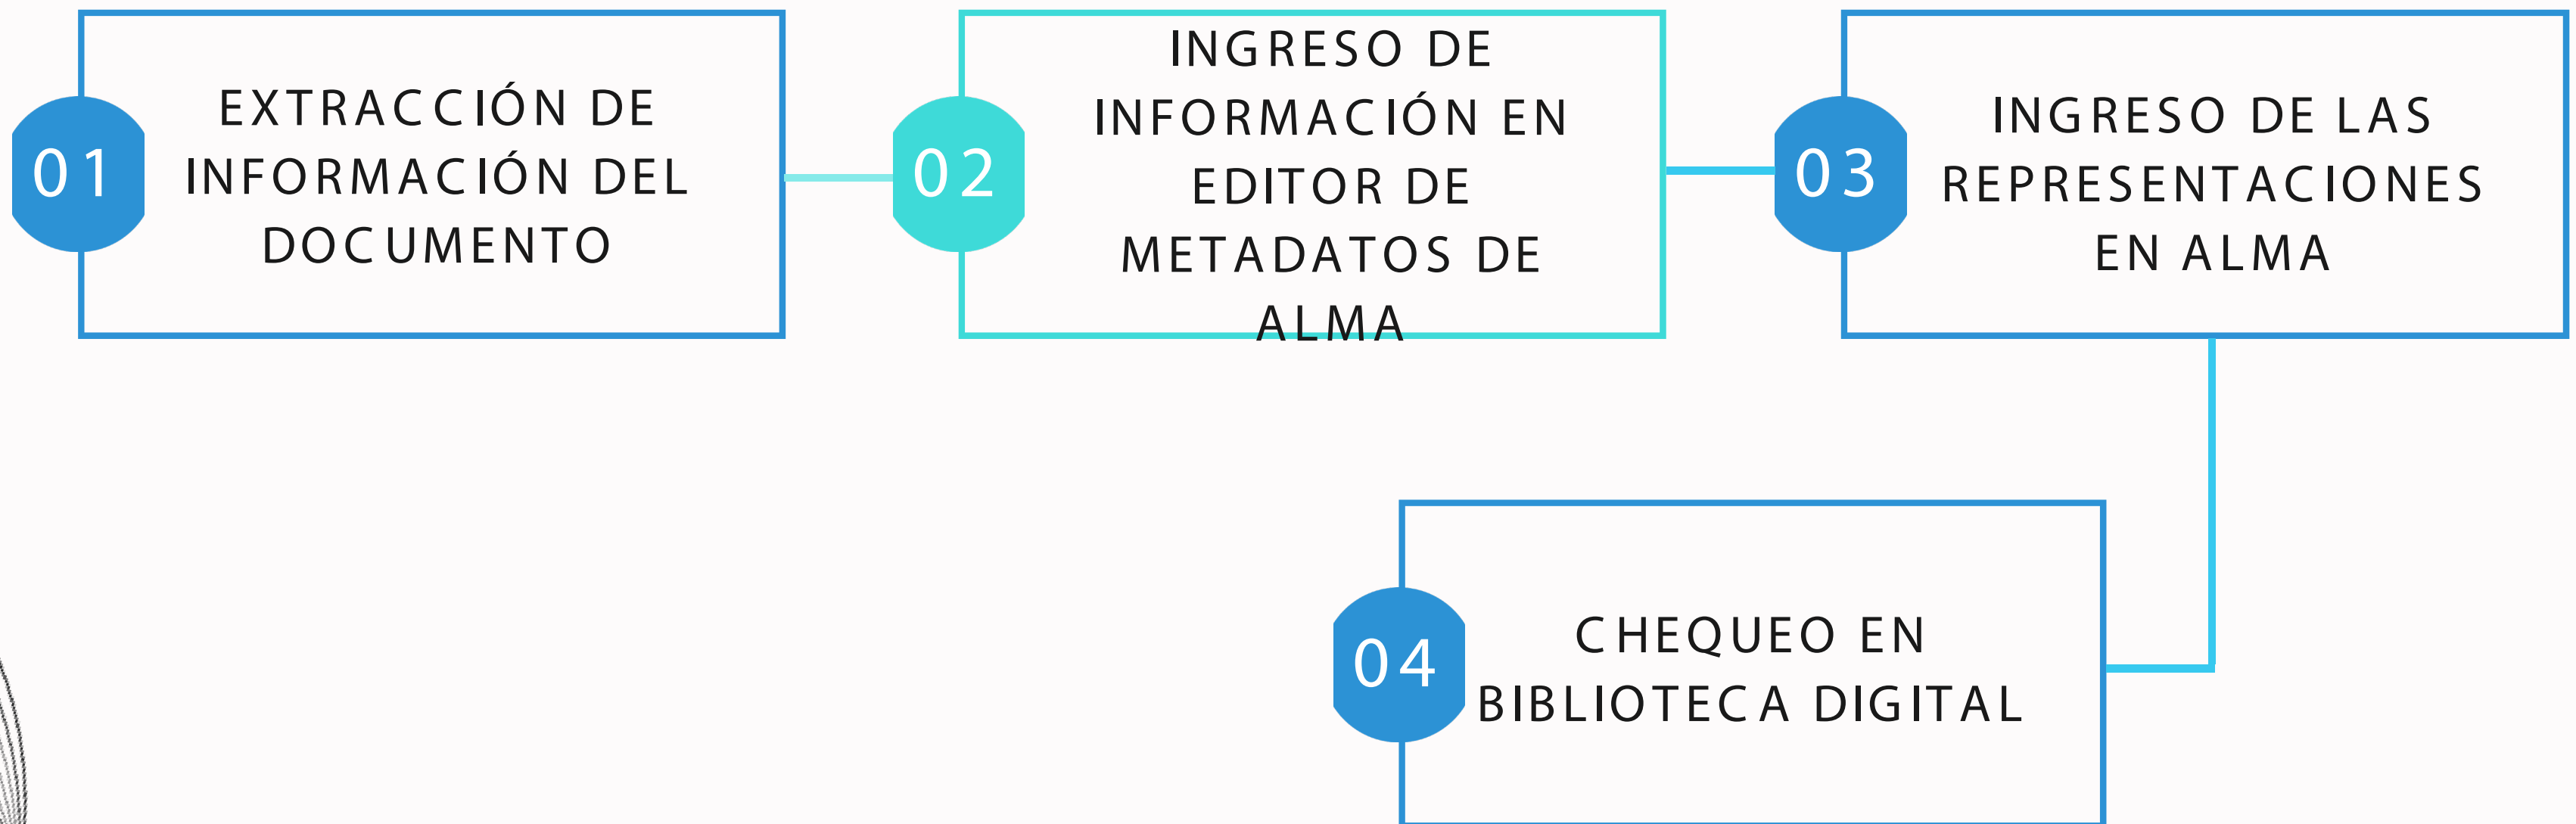 01
EXTRACCIÓN DE
INFORMACIÓN DEL
DOCUMENTO
02
INGRESO DE
INFORMACIÓN EN
EDITOR DE
METADATOS DE
ALMA
03
INGRESO DE LAS
REPRESENTACIONES
EN ALMA
04
CHEQUEO EN
BIBLIOTECA DIGITAL